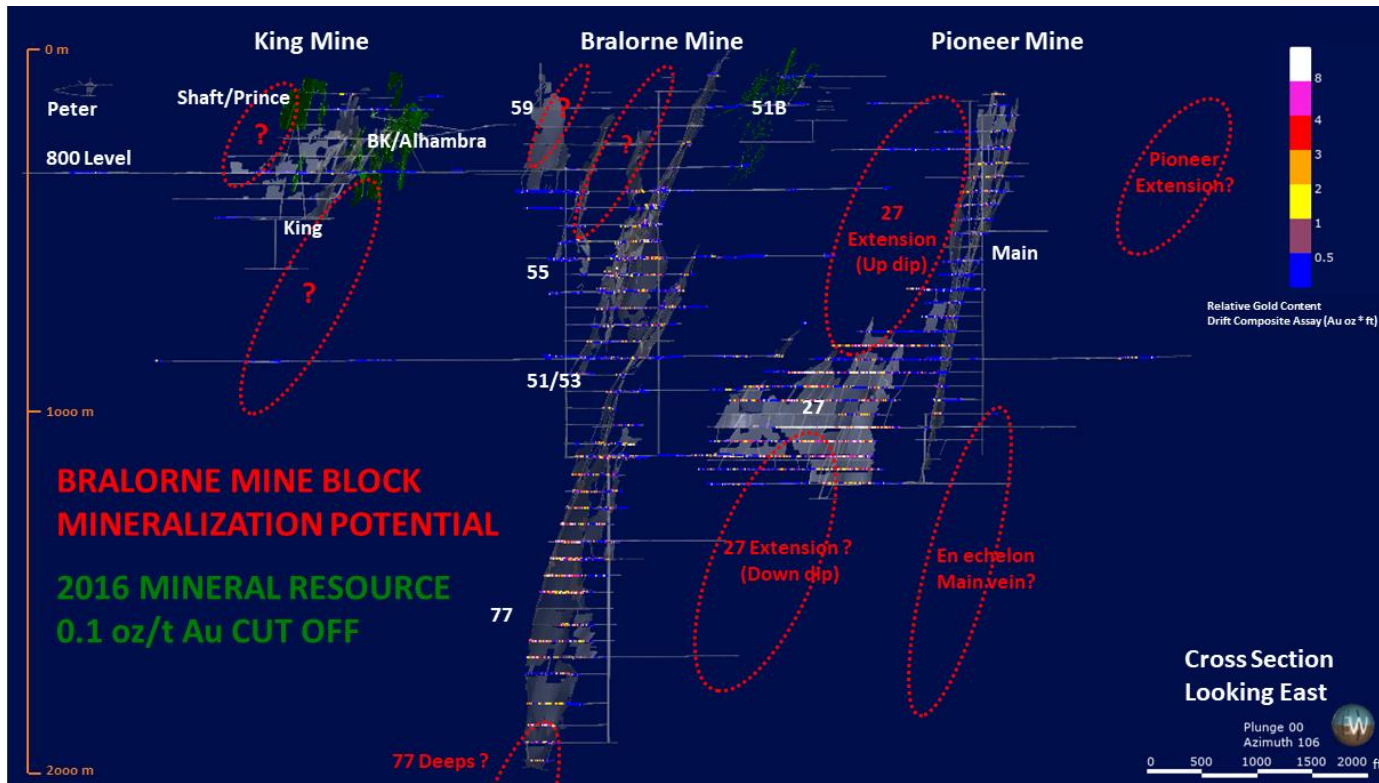 King Mine
Bralorne Mine
Pioneer Mine
0 m
Peter
Shaft/Prince
?
BK/Alhambra
800 Level
King
?
59
?
?
51B
55
51/53
27
Extension
(Up dip)
Main
Pioneer
Extension?
8
4
3
2
1
0.5
Relative Gold Content
Drift Composite Assay (Au oz * ft)
1000 m
27
BRALORNE MINE BLOCK
MINERALIZATION POTENTIAL
2016 MINERAL RESOURCE
0.1 oz/t Au CUT OFF
77
27 Extension ?
(Down dip)
En echelon
Main vein?
77 Deeps ?
2000 m
Cross Section
Looking East
Plunge 00
Azimuth 106
0 500 1000 1500 2000 ft